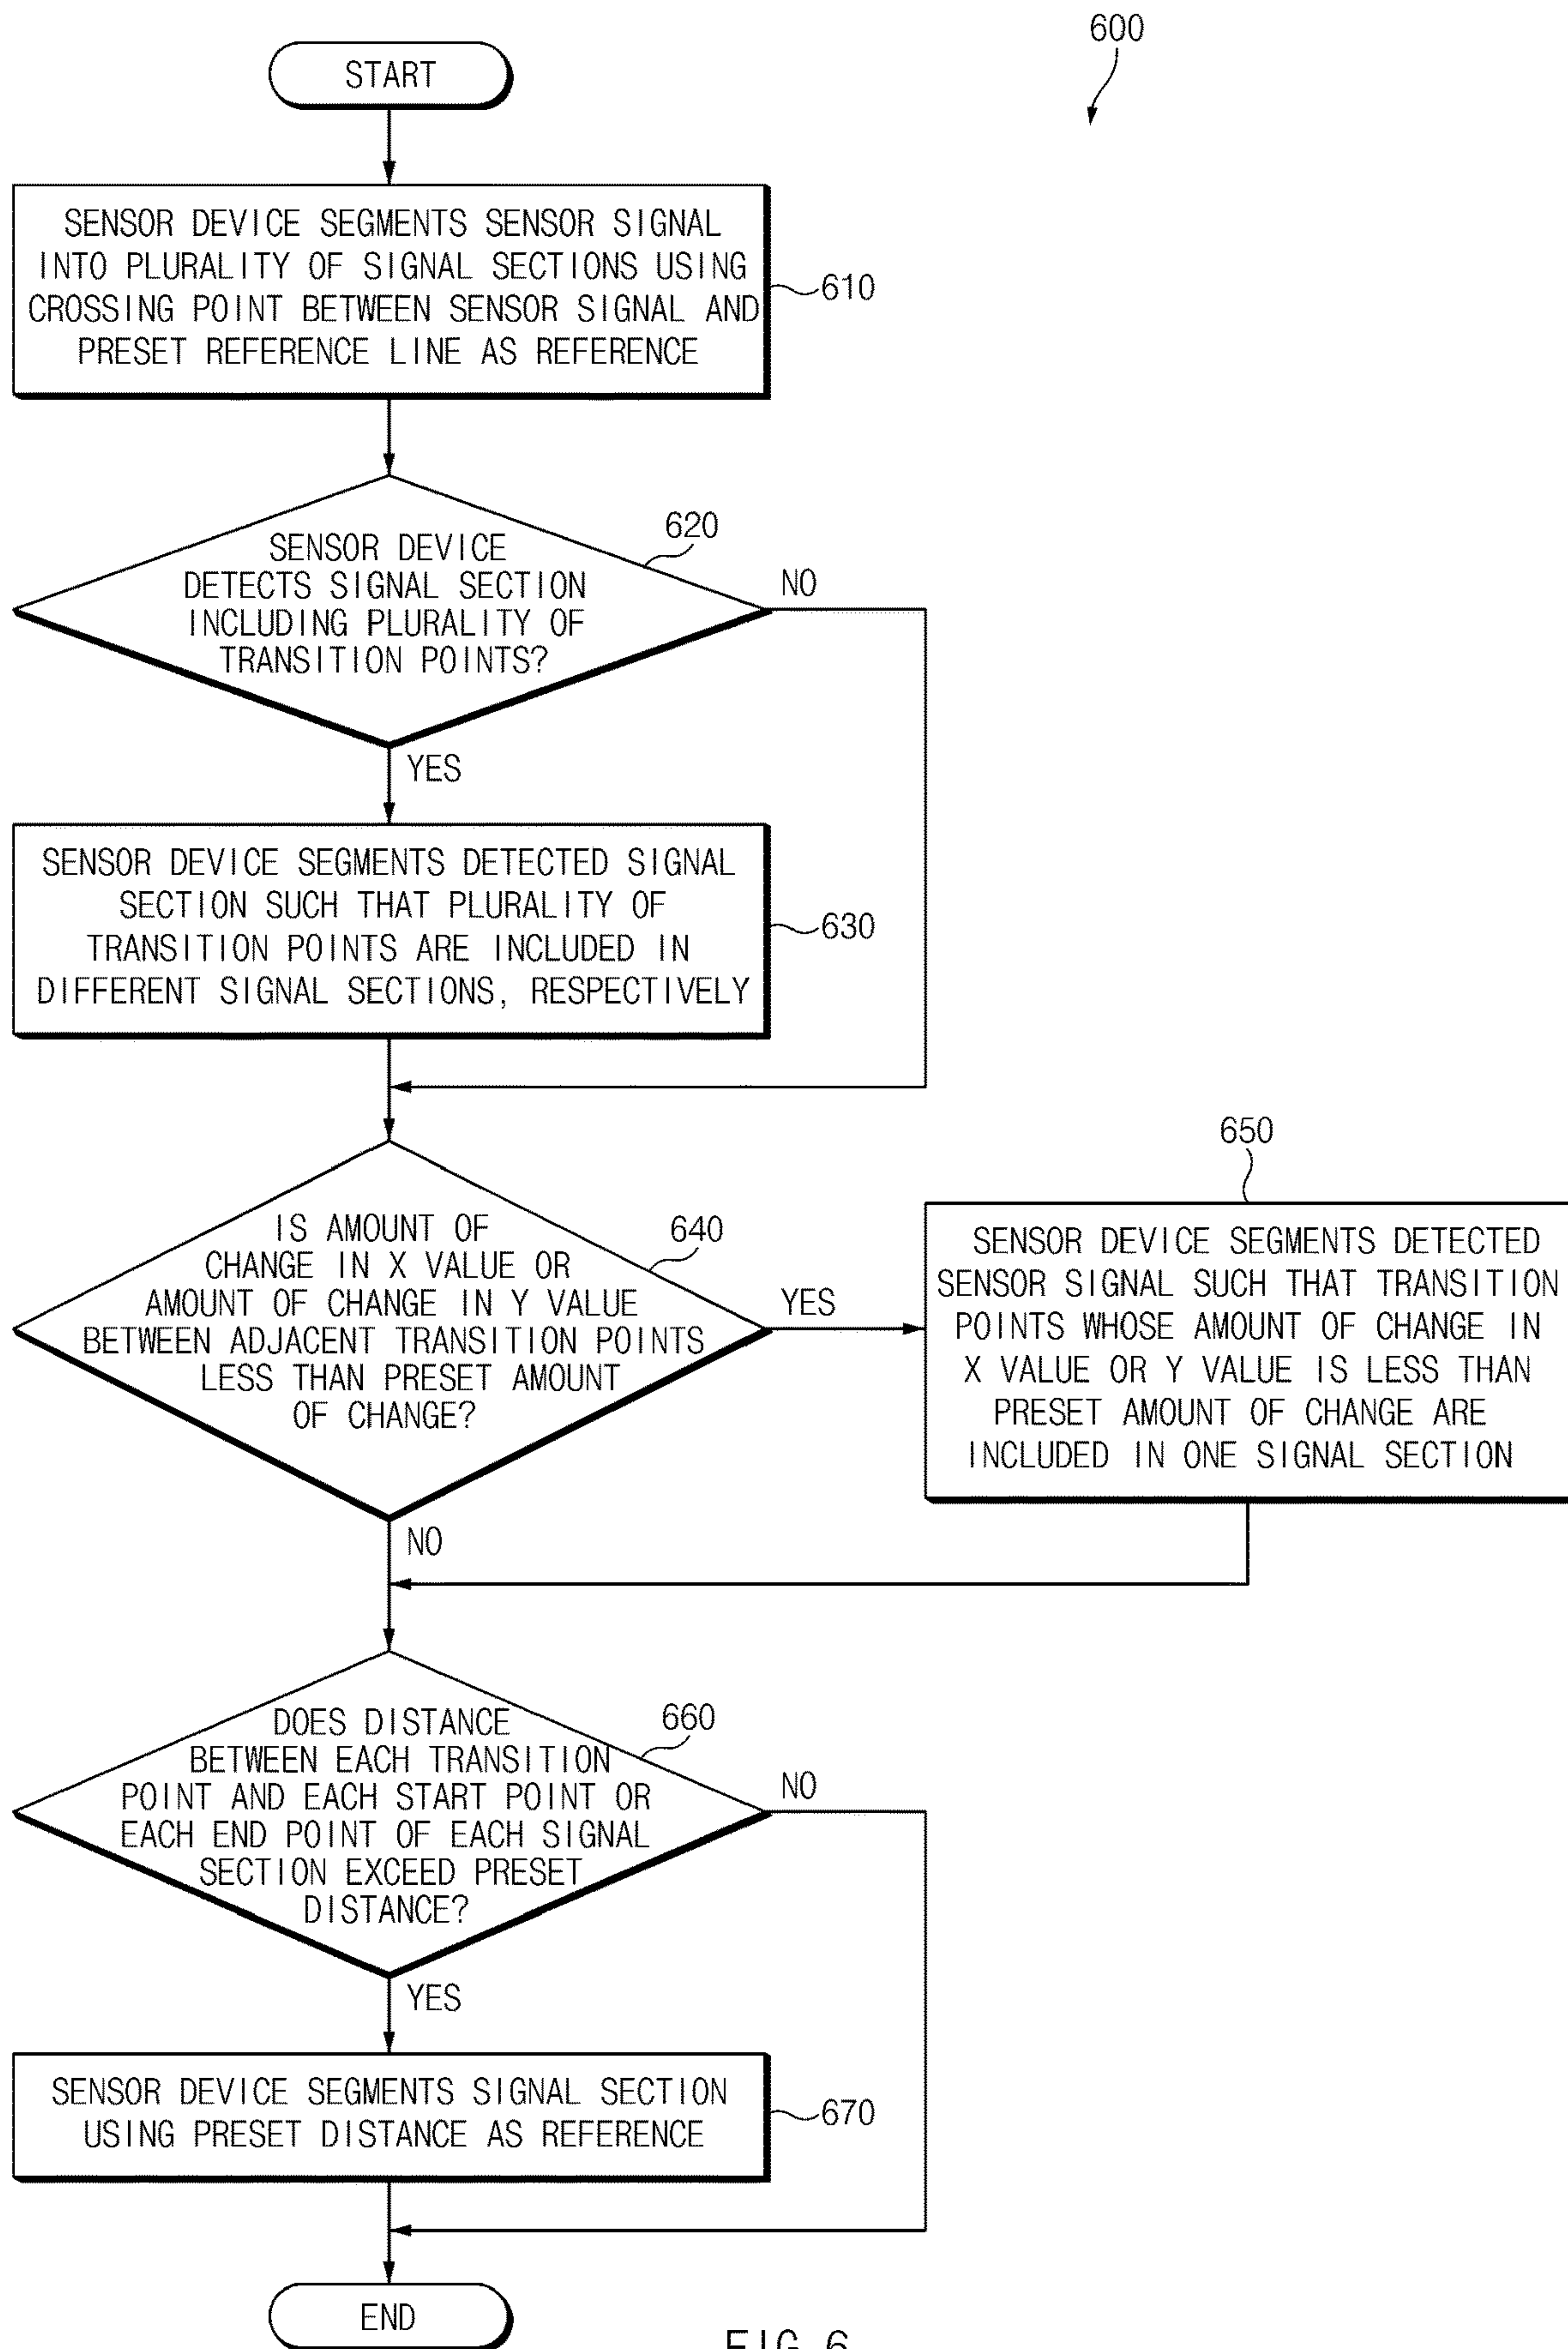 600
START
SENSOR DEVICE SEGMENTS SENSOR SIGNAL
INTO PLURALITY OF SIGNAL SECTIONS USING
CROSSING POINT BETWEEN SENSOR SIGNAL AND
PRESET REFERENCE LINE AS REFERENCE
610
SENSOR DEVICE
DETECTS SIGNAL SECTION
INCLUDING PLURALITY OF
TRANSITION POINTS?
620
NO
YES
SENSOR DEVICE SEGMENTS DETECTED SIGNAL
SECTION SUCH THAT PLURALITY OF
TRANSITION POINTS ARE INCLUDED IN
DIFFERENT SIGNAL SECTIONS, RESPECTIVELY
630
IS AMOUNT OF
CHANGE IN X VALUE OR
AMOUNT OF CHANGE IN Y VALUE
BETWEEN ADJACENT TRANSITION POINTS
LESS THAN PRESET AMOUNT
OF CHANGE?
640
YES
650
SENSOR DEVICE SEGMENTS DETECTED
SENSOR SIGNAL SUCH THAT TRANSITION
POINTS WHOSE AMOUNT OF CHANGE IN
X VALUE OR Y VALUE IS LESS THAN
PRESET AMOUNT OF CHANGE ARE
INCLUDED IN ONE SIGNAL SECTION
NO
DOES DISTANCE
BETWEEN EACH TRANSITION
POINT AND EACH START POINT OR
EACH END POINT OF EACH SIGNAL
SECTION EXCEED PRESET
DISTANCE?
660
NO
YES
SENSOR DEVICE SEGMENTS SIGNAL SECTION
USING PRESET DISTANCE AS REFERENCE
670
END
FIG. 6